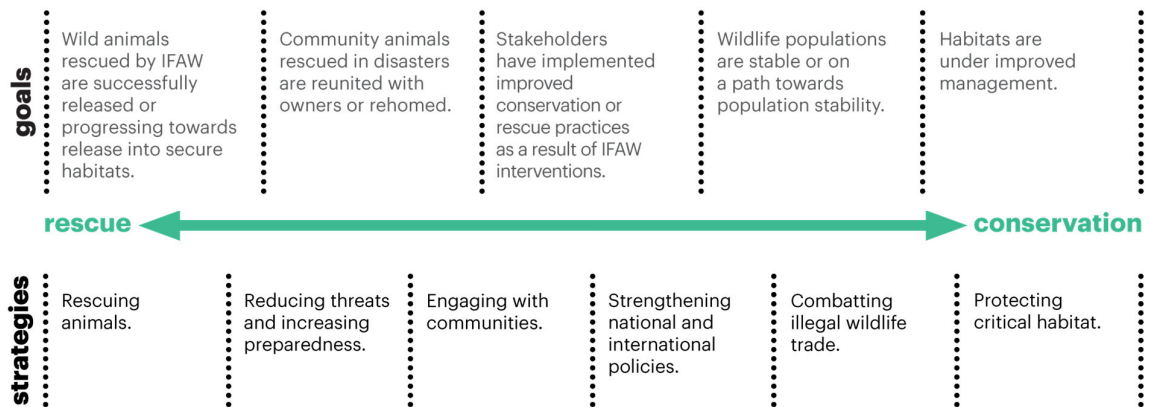 goals
Wild animals
rescued by IFAW
are successfully
released or
progressing towards
release into secure
habitats.
Community animals
rescued in disasters
are reunited with
owners or rehomed.
Stakeholders
have implemented
improved
conservation or
rescue practices
as a result of IFAW
interventions.
Wildlife populations
are stable or on
a path towards
population stability.
Habitats are
under improved
management.
rescue
conservation
strategies
Rescuing
animals.
Reducing threats
and increasing
preparedness.
Engaging with
communities.
Strengthening
national and
international
policies.
Combatting
illegal wildlife
trade.
Protecting
critical habitat.